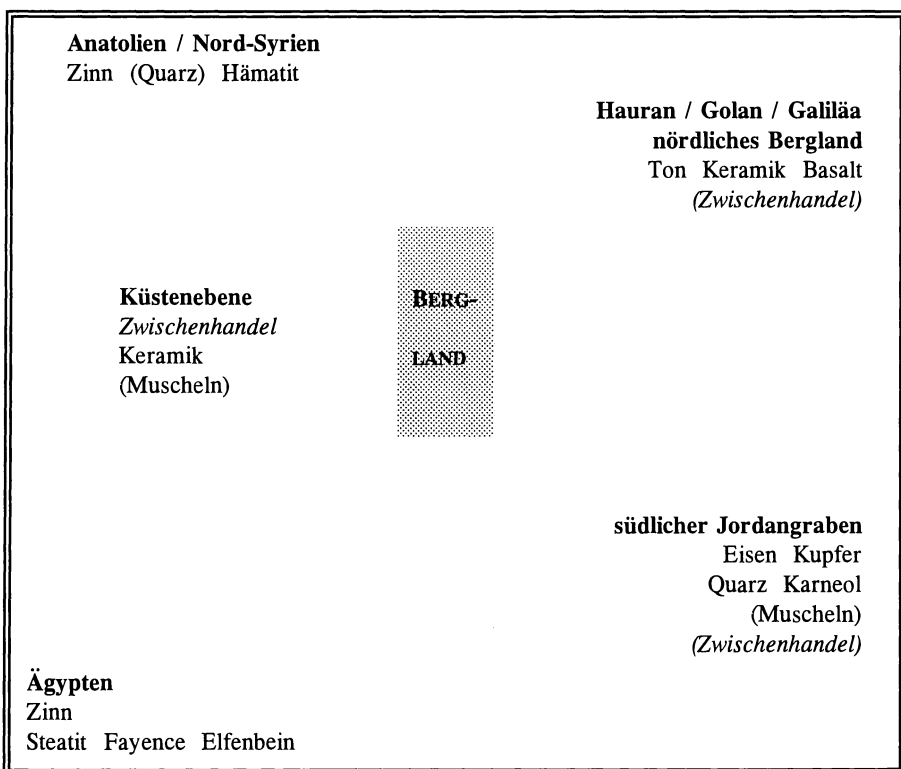 Anatolien / Nord-Syrien
Zinn (Quarz) Hämatit
Hauran / Golan / Galiläa
nördliches Bergland
Ton Keramik Basalt
(Zwischenhandel)
Küstenebene
Zwischenhandel
Keramik
(Muscheln)
BERG-
LAND
südlicher Jordangraben
Eisen Kupfer
Quarz Karneol
(Muscheln)
(Zwischenhandel)
Ägypten
Zinn
Steatit Fayence Elfenbein